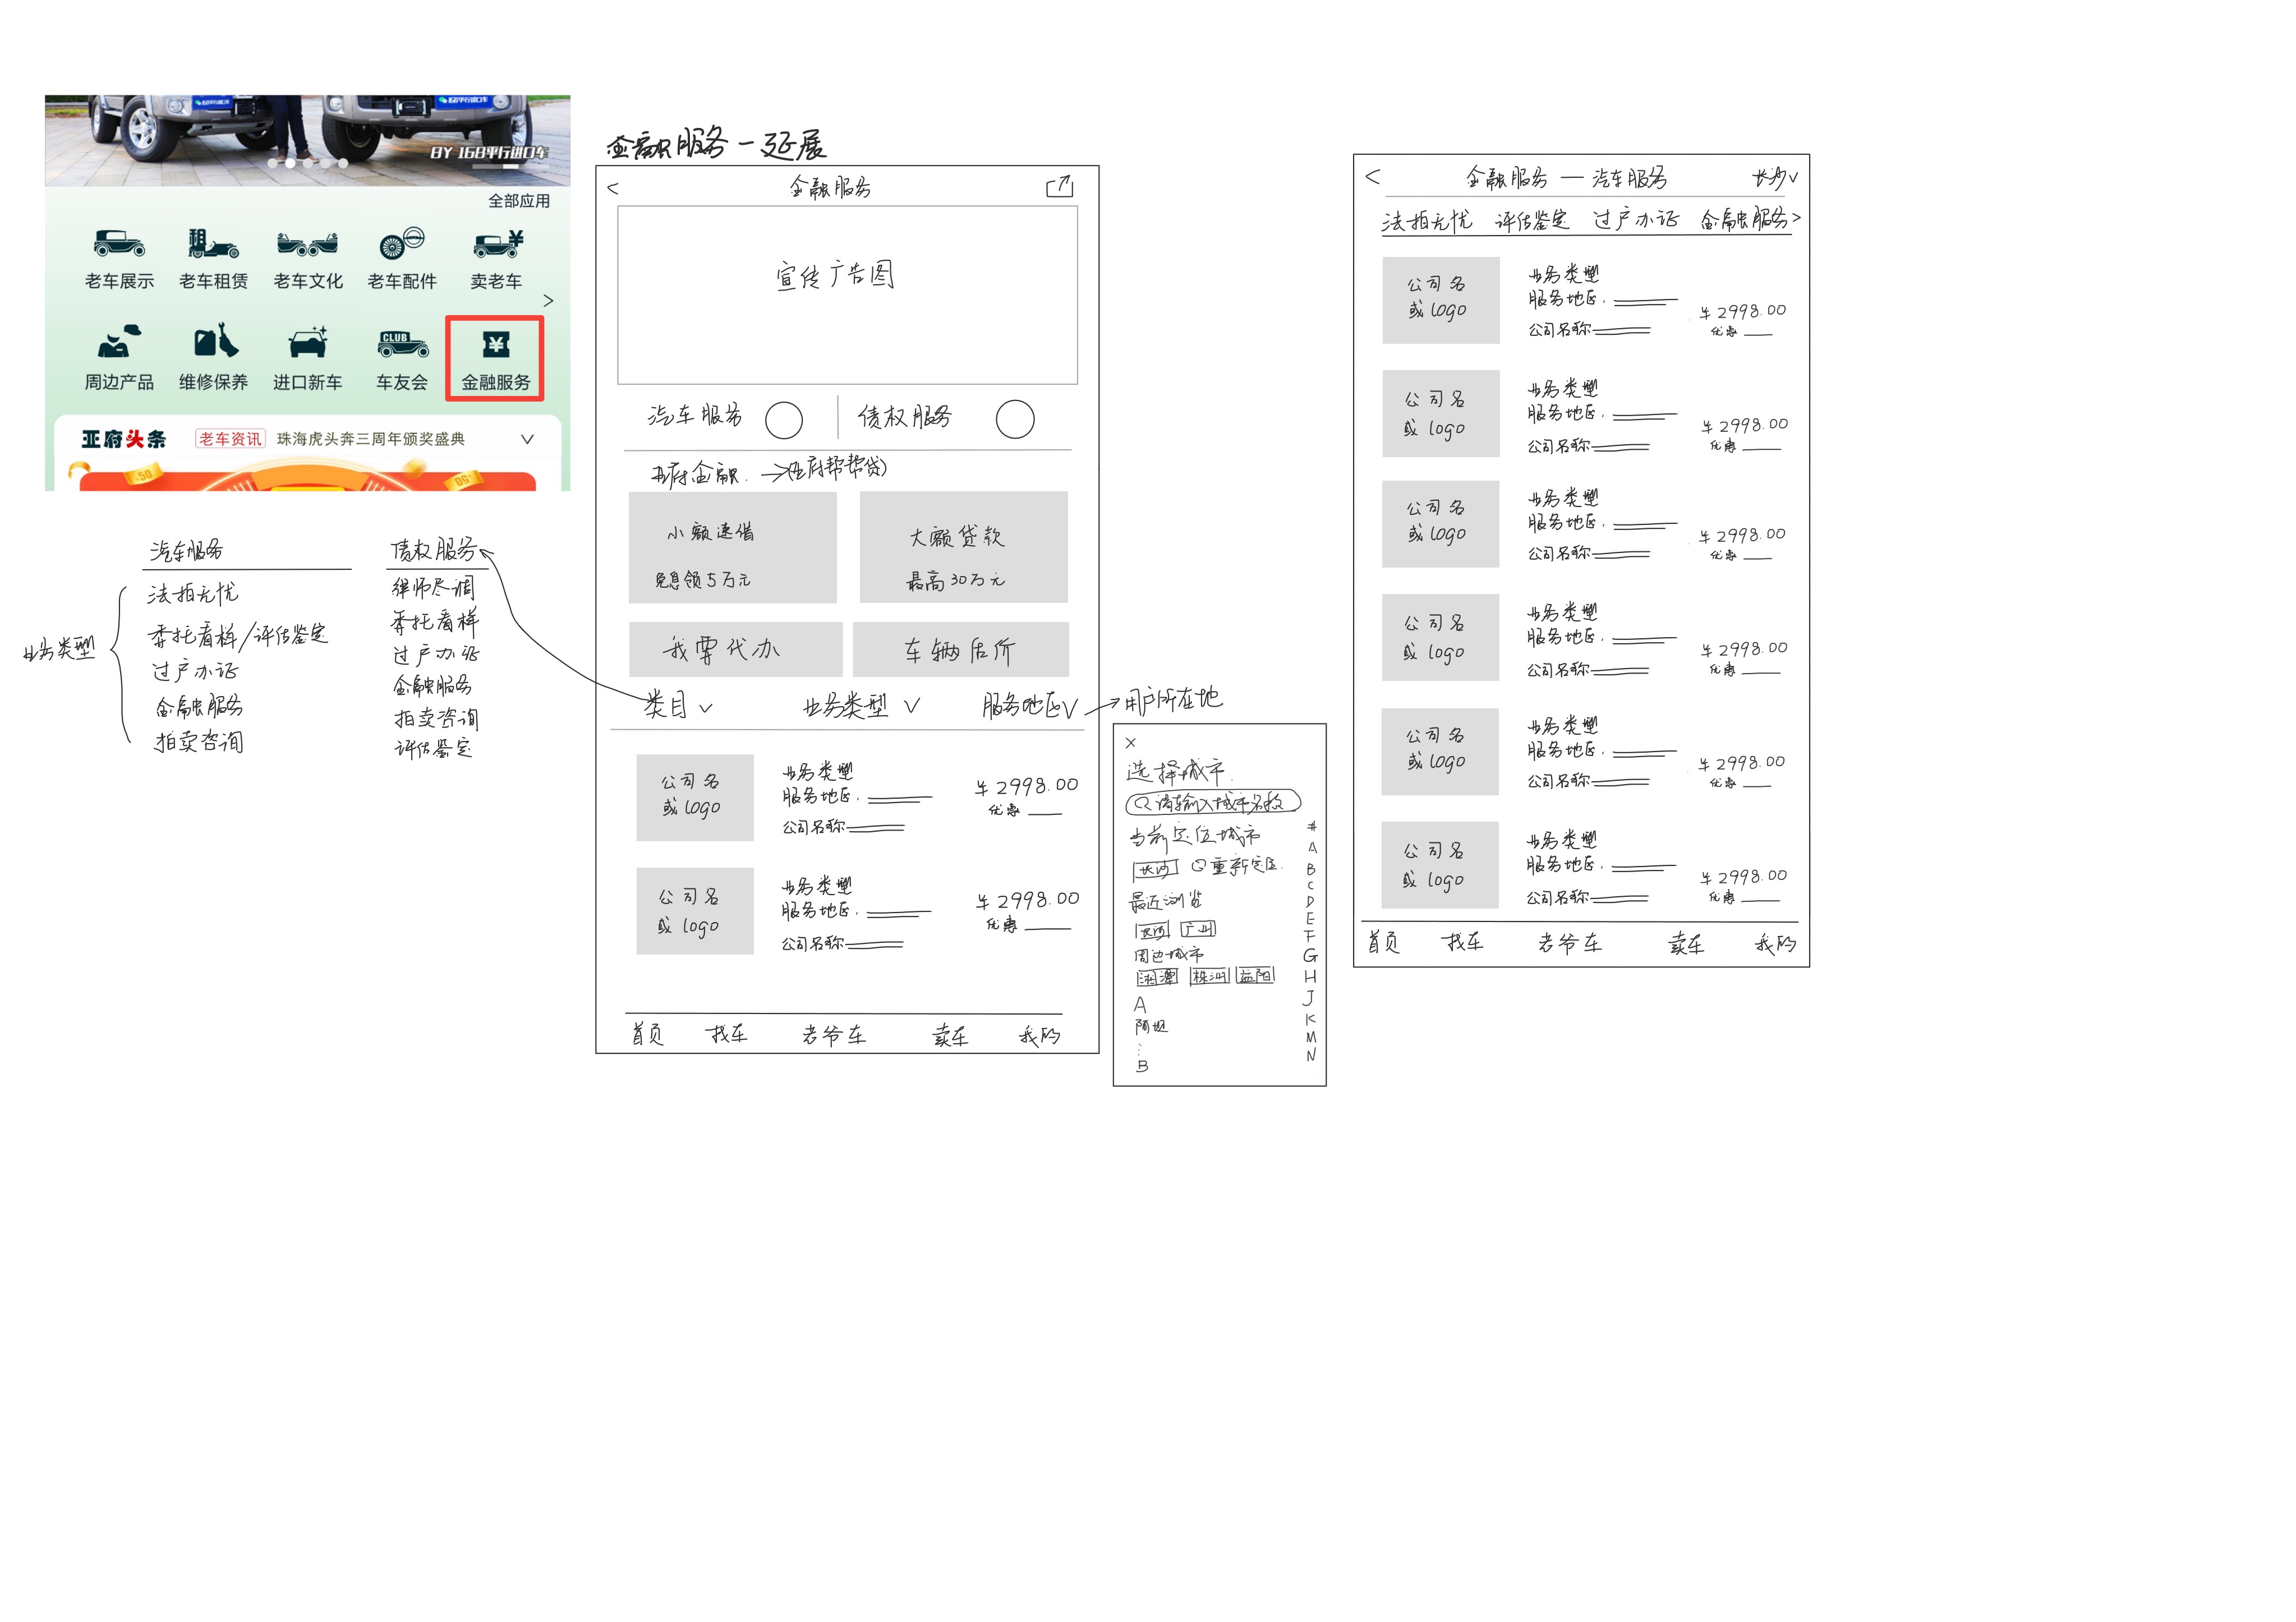 BY 168平行进口车
全部应用
老车展示 老车租赁 老车文化 老车配件 卖老车
周边产品 维修保养 进口新车 车友会 金融服务
亚府头条 老车资讯 珠海虎头奔三周年颁奖盛典
汽车服务
法拍无忧
委托看样/评估鉴定
过户办证
金融服务
拍卖咨询
业务类型
债权服务
律师尽调
委托看样
过户办证
金融服务
拍卖咨询
评估鉴定
金融服务-延展
< 金融服务
宣传广告图
汽车服务 债权服务
亚府金融. →(亚府帮帮贷)
小额速借
免息领5万元
大额贷款
最高30万元
我要代办 车辆估价
类目 ∨ 业务类型 ∨ 服务地区∨ →用户所在地
公司名
或logo
业务类型
服务地区.
公司名称
¥2998.00
优惠
公司名
或logo
业务类型
服务地区.
公司名称
¥2998.00
优惠
首页 找车 老爷车 卖车 我的
×
选择城市.
请输入城市名称
当前定位城市
重新定位.
最近浏览
广州
周边城市
湘潭 株洲 益阳
A
B
#
A
B
C
D
E
F
G
H
J
K
M
N
< 金融服务 — 汽车服务 长沙∨
法拍无忧 评估鉴定 过户办证 金融服务>
公司名
或logo
业务类型
服务地区.
公司名称
¥2998.00
优惠
公司名
或logo
业务类型
服务地区.
公司名称
¥2998.00
优惠
公司名
或logo
业务类型
服务地区.
公司名称
¥2998.00
优惠
公司名
或logo
业务类型
服务地区.
公司名称
¥2998.00
优惠
公司名
或logo
业务类型
服务地区.
公司名称
¥2998.00
优惠
公司名
或logo
业务类型
服务地区.
公司名称
¥2998.00
优惠
首页 找车 老爷车 卖车 我的